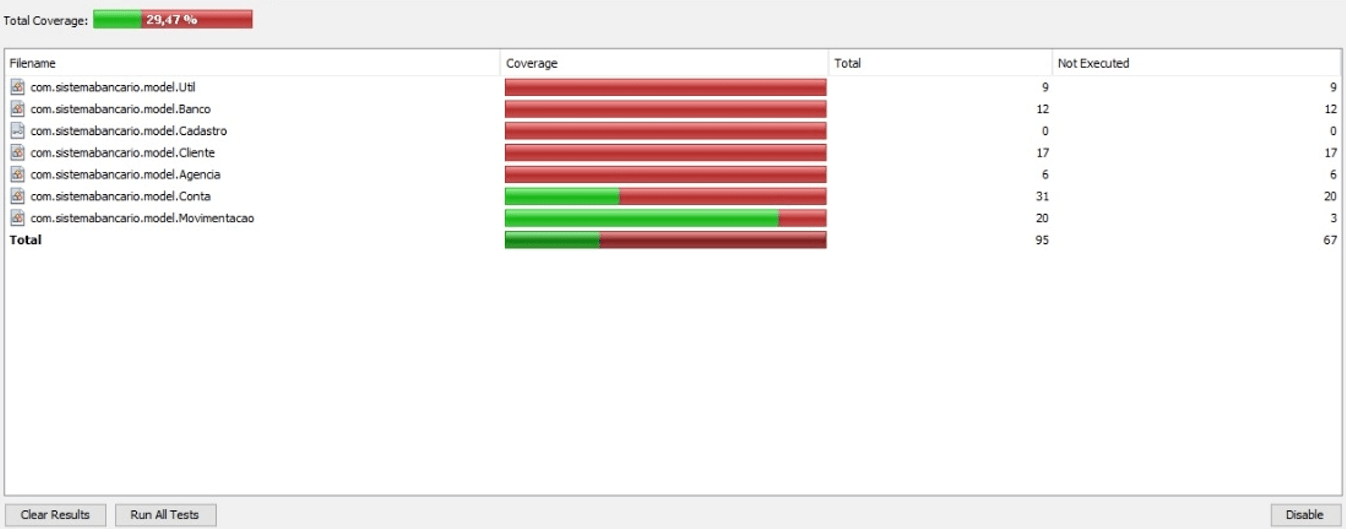 Total Coverage: 29,47 %
Filename Coverage Total Not Executed
com.sistemabancario.model.Util 9 9
com.sistemabancario.model.Banco 12 12
com.sistemabancario.model.Cadastro 0 0
com.sistemabancario.model.Cliente 17 17
com.sistemabancario.model.Agencia 6 6
com.sistemabancario.model.Conta 31 20
com.sistemabancario.model.Movimentacao 20 3
Total 95 67
Clear Results Run All Tests Disable